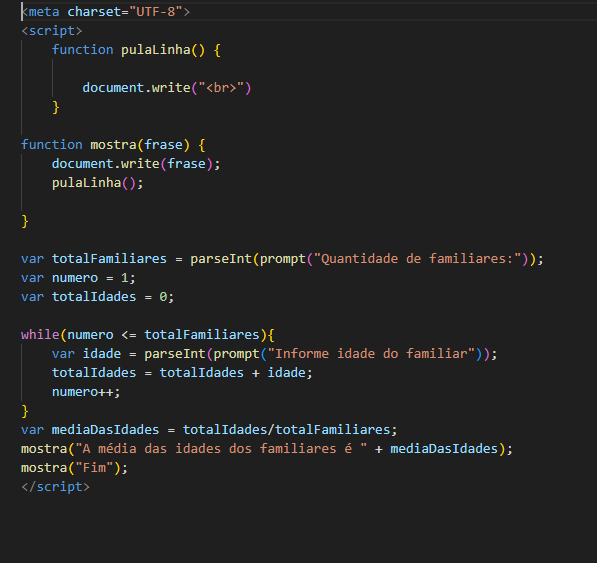 <meta charset="UTF-8">
<script>
    function pulaLinha() {
        document.write("<br>")
    }
function mostra(frase) {
    document.write(frase);
    pulaLinha();
}
var totalFamiliares = parseInt(prompt("Quantidade de familiares:"));
var numero = 1;
var totalIdades = 0;
while(numero <= totalFamiliares){
    var idade = parseInt(prompt("Informe idade do familiar"));
    totalIdades = totalIdades + idade;
    numero++;
}
var mediaDasIdades = totalIdades/totalFamiliares;
mostra("A média das idades dos familiares é " + mediaDasIdades);
mostra("Fim");
</script>